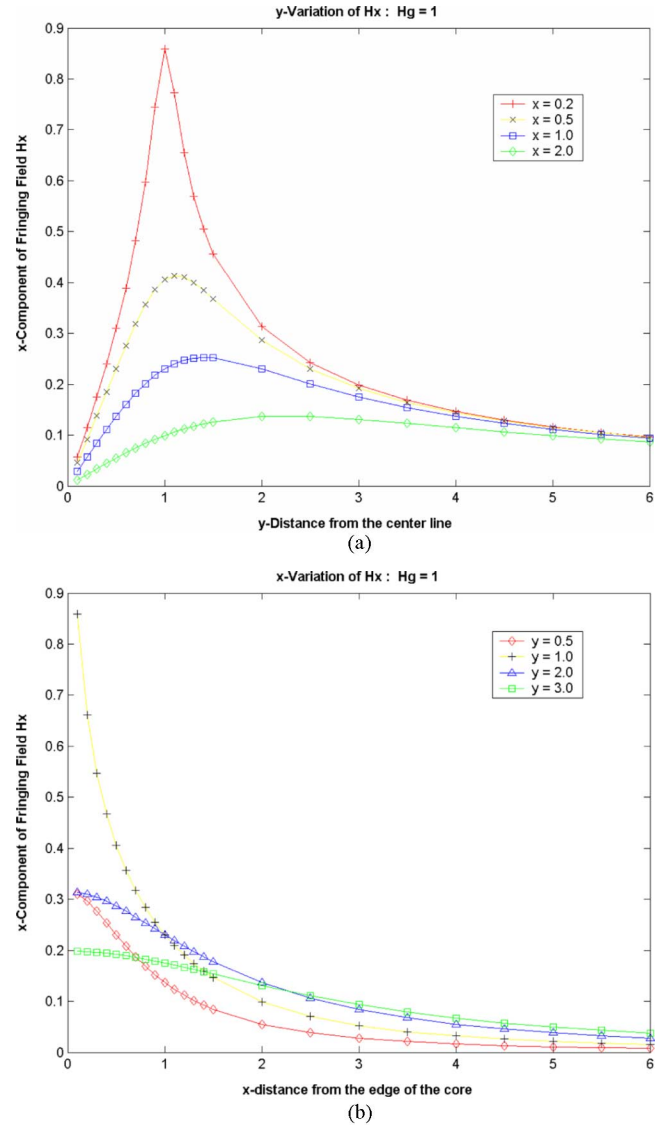 y-Variation of Hx : Hg = 1
x-Component of Fringing Field Hx
0.9
0.8
0.7
0.6
0.5
0.4
0.3
0.2
0.1
0
x = 0.2
x = 0.5
x = 1.0
x = 2.0
0 1 2 3 4 5 6
y-Distance from the center line
(a)
x-Variation of Hx : Hg = 1
x-Component of Fringing Field Hx
0.9
0.8
0.7
0.6
0.5
0.4
0.3
0.2
0.1
0
y = 0.5
y = 1.0
y = 2.0
y = 3.0
0 1 2 3 4 5 6
x-distance from the edge of the core
(b)